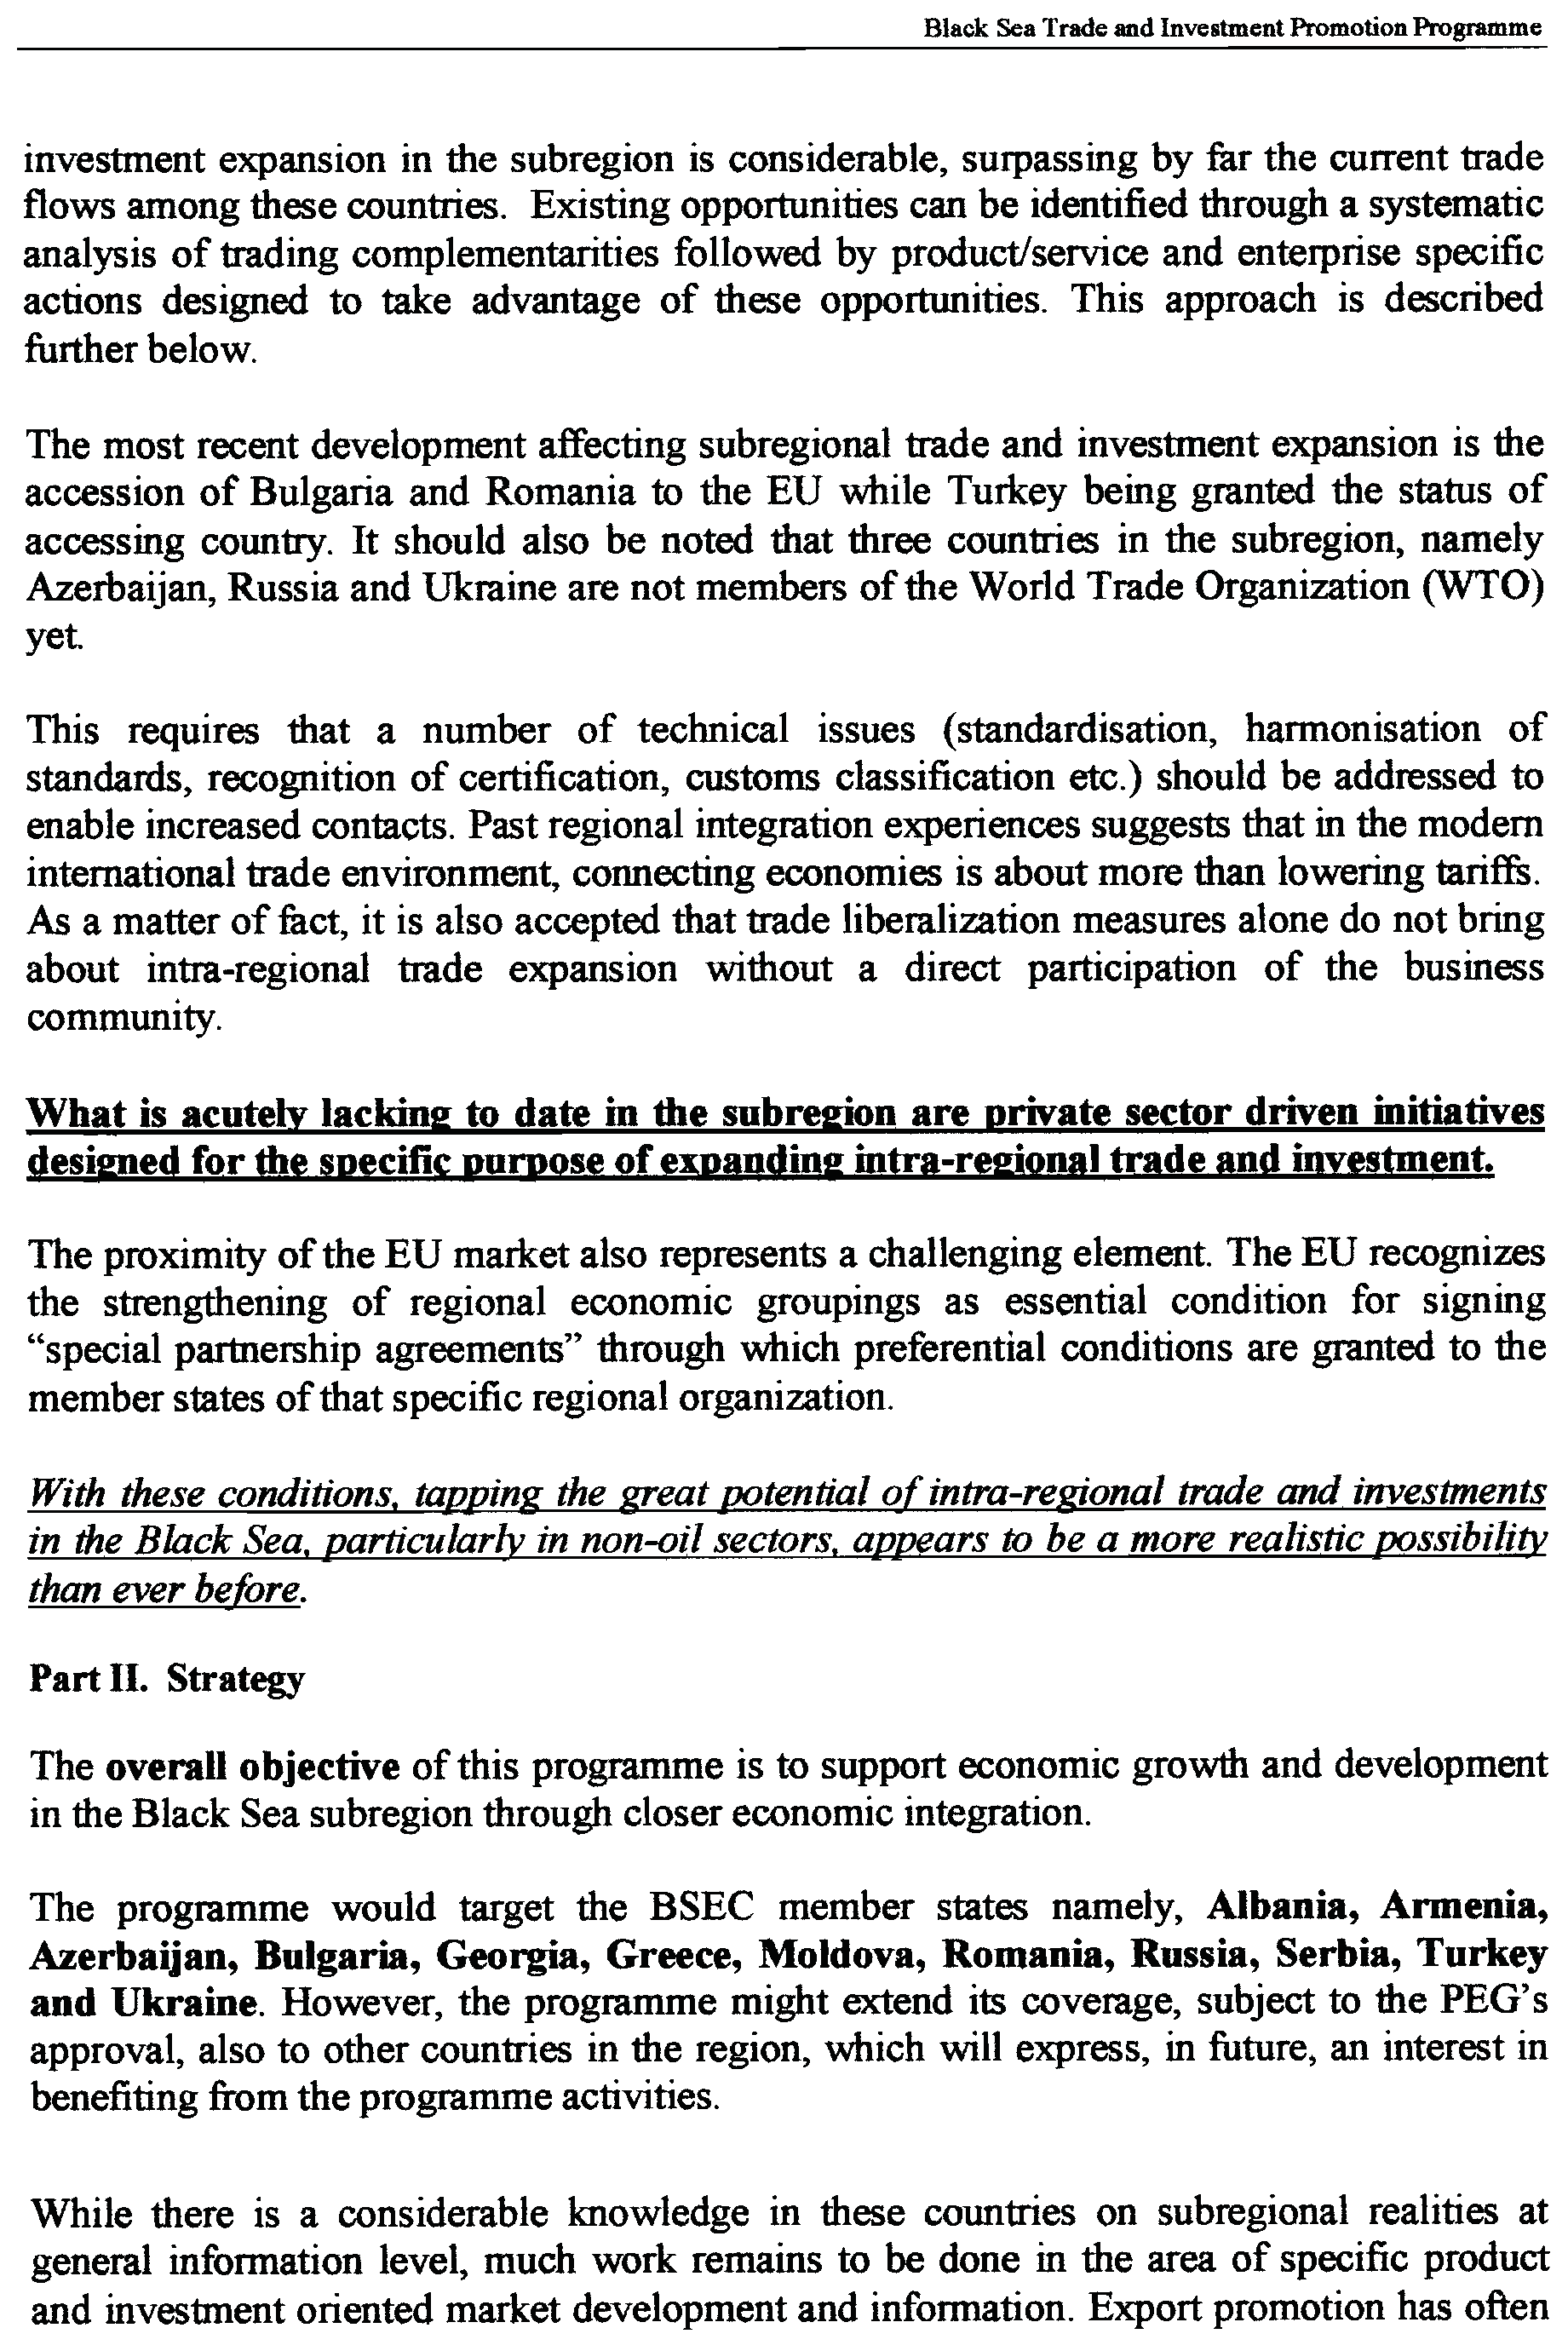 Black Sea Trade and Investment Promotion Programme
investment expansion in the subregion is considerable, surpassing by far the current trade
flows among these countries. Existing opportunities can be identified through a systematic
analysis of trading complementarities followed by product/service and enterprise specific
actions designed to take advantage of these opportunities. This approach is described
further below.
The most recent development affecting subregional trade and investment expansion is the
accession of Bulgaria and Romania to the EU while Turkey being granted the status of
accessing country. It should also be noted that three countries in the subregion, namely
Azerbaijan, Russia and Ukraine are not members of the World Trade Organization (WTO)
yet.
This requires that a number of technical issues (standardisation, harmonisation of
standards, recognition of certification, customs classification etc.) should be addressed to
enable increased contacts. Past regional integration experiences suggests that in the modern
international trade environment, connecting economies is about more than lowering tariffs.
As a matter of fact, it is also accepted that trade liberalization measures alone do not bring
about intra-regional trade expansion without a direct participation of the business
community.
What is acutely lacking to date in the subregion are private sector driven initiatives
designed for the specific purpose of expanding intra-regional trade and investment.
The proximity of the EU market also represents a challenging element. The EU recognizes
the strengthening of regional economic groupings as essential condition for signing
“special partnership agreements” through which preferential conditions are granted to the
member states of that specific regional organization.
With these conditions, tapping the great potential of intra-regional trade and investments
in the Black Sea, particularly in non-oil sectors, appears to be a more realistic possibility
than ever before.
Part II. Strategy
The overall objective of this programme is to support economic growth and development
in the Black Sea subregion through closer economic integration.
The programme would target the BSEC member states namely, Albania, Armenia,
Azerbaijan, Bulgaria, Georgia, Greece, Moldova, Romania, Russia, Serbia, Turkey
and Ukraine. However, the programme might extend its coverage, subject to the PEG’s
approval, also to other countries in the region, which will express, in future, an interest in
benefiting from the programme activities.
While there is a considerable knowledge in these countries on subregional realities at
general information level, much work remains to be done in the area of specific product
and investment oriented market development and information. Export promotion has often